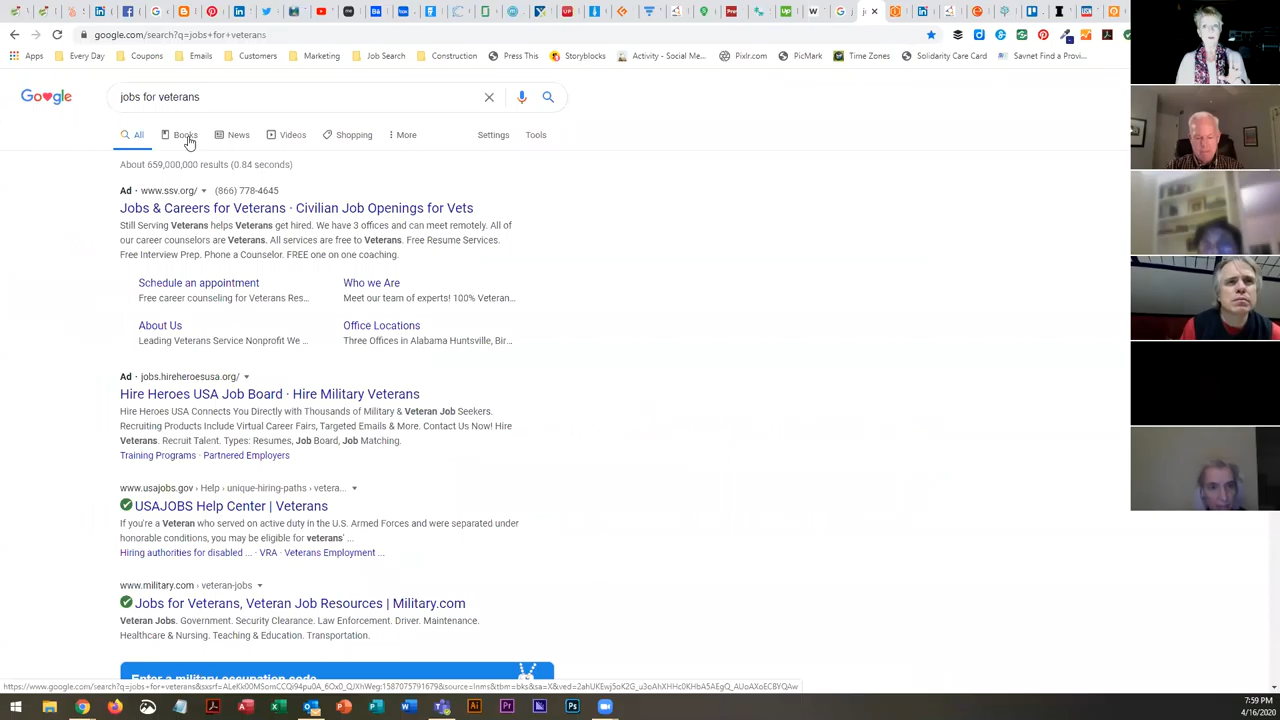 google.com/search?q=jobs+for+veterans
Apps Every Day Coupons Emails Customers Marketing Job Search Construction Press This Storyblocks Activity - Social Me... Pixlr.com PicMark Time Zones Solidarity Care Card Savnet Find a Provi...
Google
jobs for veterans
All Books News Videos Shopping More Settings Tools
About 659,000,000 results (0.84 seconds)
Ad · www.ssv.org/ (866) 778-4645
Jobs & Careers for Veterans · Civilian Job Openings for Vets
Still Serving Veterans helps Veterans get hired. We have 3 offices and can meet remotely. All of
our career counselors are Veterans. All services are free to Veterans. Free Resume Services.
Free Interview Prep. Phone a Counselor. FREE one on one coaching.
Schedule an appointment
Free career counseling for Veterans Res...
Who we Are
Meet our team of experts! 100% Veteran...
About Us
Leading Veterans Service Nonprofit We ...
Office Locations
Three Offices in Alabama Huntsville, Bir...
Ad · jobs.hireheroesusa.org/
Hire Heroes USA Job Board · Hire Military Veterans
Hire Heroes USA Connects You Directly with Thousands of Military & Veteran Job Seekers.
Recruiting Products Include Virtual Career Fairs, Targeted Emails & More. Contact Us Now! Hire
Veterans. Recruit Talent. Types: Resumes, Job Board, Job Matching.
Training Programs · Partnered Employers
www.usajobs.gov › Help › unique-hiring-paths › vetera...
USAJOBS Help Center | Veterans
If you're a Veteran who served on active duty in the U.S. Armed Forces and were separated under
honorable conditions, you may be eligible for veterans' ...
Hiring authorities for disabled ... · VRA · Veterans Employment ...
www.military.com › veteran-jobs
Jobs for Veterans, Veteran Job Resources | Military.com
Veteran Jobs. Government. Security Clearance. Law Enforcement. Driver. Maintenance.
Healthcare & Nursing. Teaching & Education. Transportation.
Enter a military occupation code
7:59 PM
4/16/2020